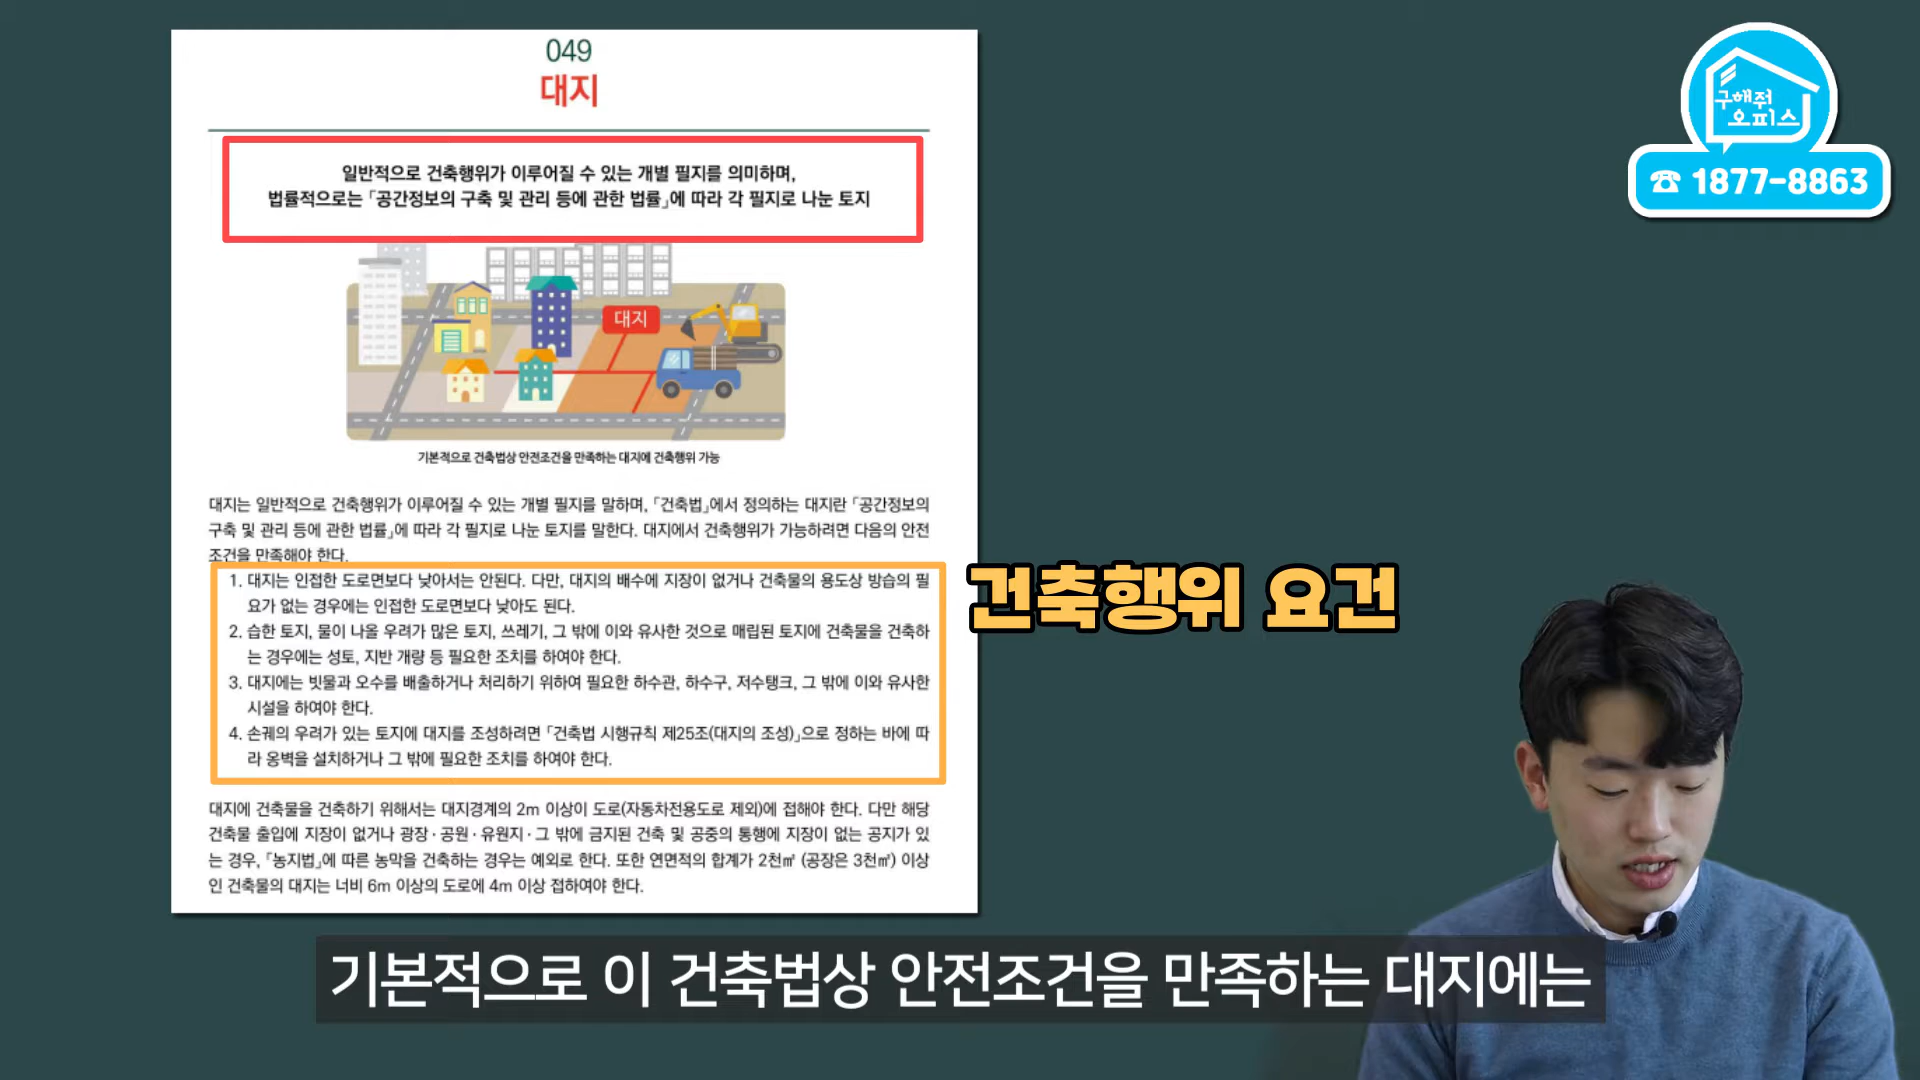 049
대지
일반적으로 건축행위가 이루어질 수 있는 개별 필지를 의미하며,
법률적으로는 「공간정보의 구축 및 관리 등에 관한 법률」에 따라 각 필지로 나눈 토지
대지
기본적으로 건축법상 안전조건을 만족하는 대지에 건축행위 가능
대지는 일반적으로 건축행위가 이루어질 수 있는 개별 필지를 말하며, 「건축법」에서 정의하는 대지란 「공간정보의
구축 및 관리 등에 관한 법률」에 따라 각 필지로 나눈 토지를 말한다. 대지에서 건축행위가 가능하려면 다음의 안전
조건을 만족해야 한다.
1. 대지는 인접한 도로면보다 낮아서는 안된다. 다만, 대지의 배수에 지장이 없거나 건축물의 용도상 방습의 필
요가 없는 경우에는 인접한 도로면보다 낮아도 된다.
2. 습한 토지, 물이 나올 우려가 많은 토지, 쓰레기, 그 밖에 이와 유사한 것으로 매립된 토지에 건축물을 건축하
는 경우에는 성토, 지반 개량 등 필요한 조치를 하여야 한다.
3. 대지에는 빗물과 오수를 배출하거나 처리하기 위하여 필요한 하수관, 하수구, 저수탱크, 그 밖에 이와 유사한
시설을 하여야 한다.
4. 손궤의 우려가 있는 토지에 대지를 조성하려면 「건축법 시행규칙 제25조(대지의 조성)」으로 정하는 바에 따
라 옹벽을 설치하거나 그 밖에 필요한 조치를 하여야 한다.
대지에 건축물을 건축하기 위해서는 대지경계의 2m 이상이 도로(자동차전용도로 제외)에 접해야 한다. 다만 해당
건축물 출입에 지장이 없거나 광장·공원·유원지·그 밖에 금지된 건축 및 공중의 통행에 지장이 없는 공지가 있
는 경우, 「농지법」에 따른 농막을 건축하는 경우는 예외로 한다. 또한 연면적의 합계가 2천㎡ (공장은 3천㎡) 이상
인 건축물의 대지는 너비 6m 이상의 도로에 4m 이상 접하여야 한다.
건축행위 요건
구해줘
오피스
☎ 1877-8863
기본적으로 이 건축법상 안전조건을 만족하는 대지에는